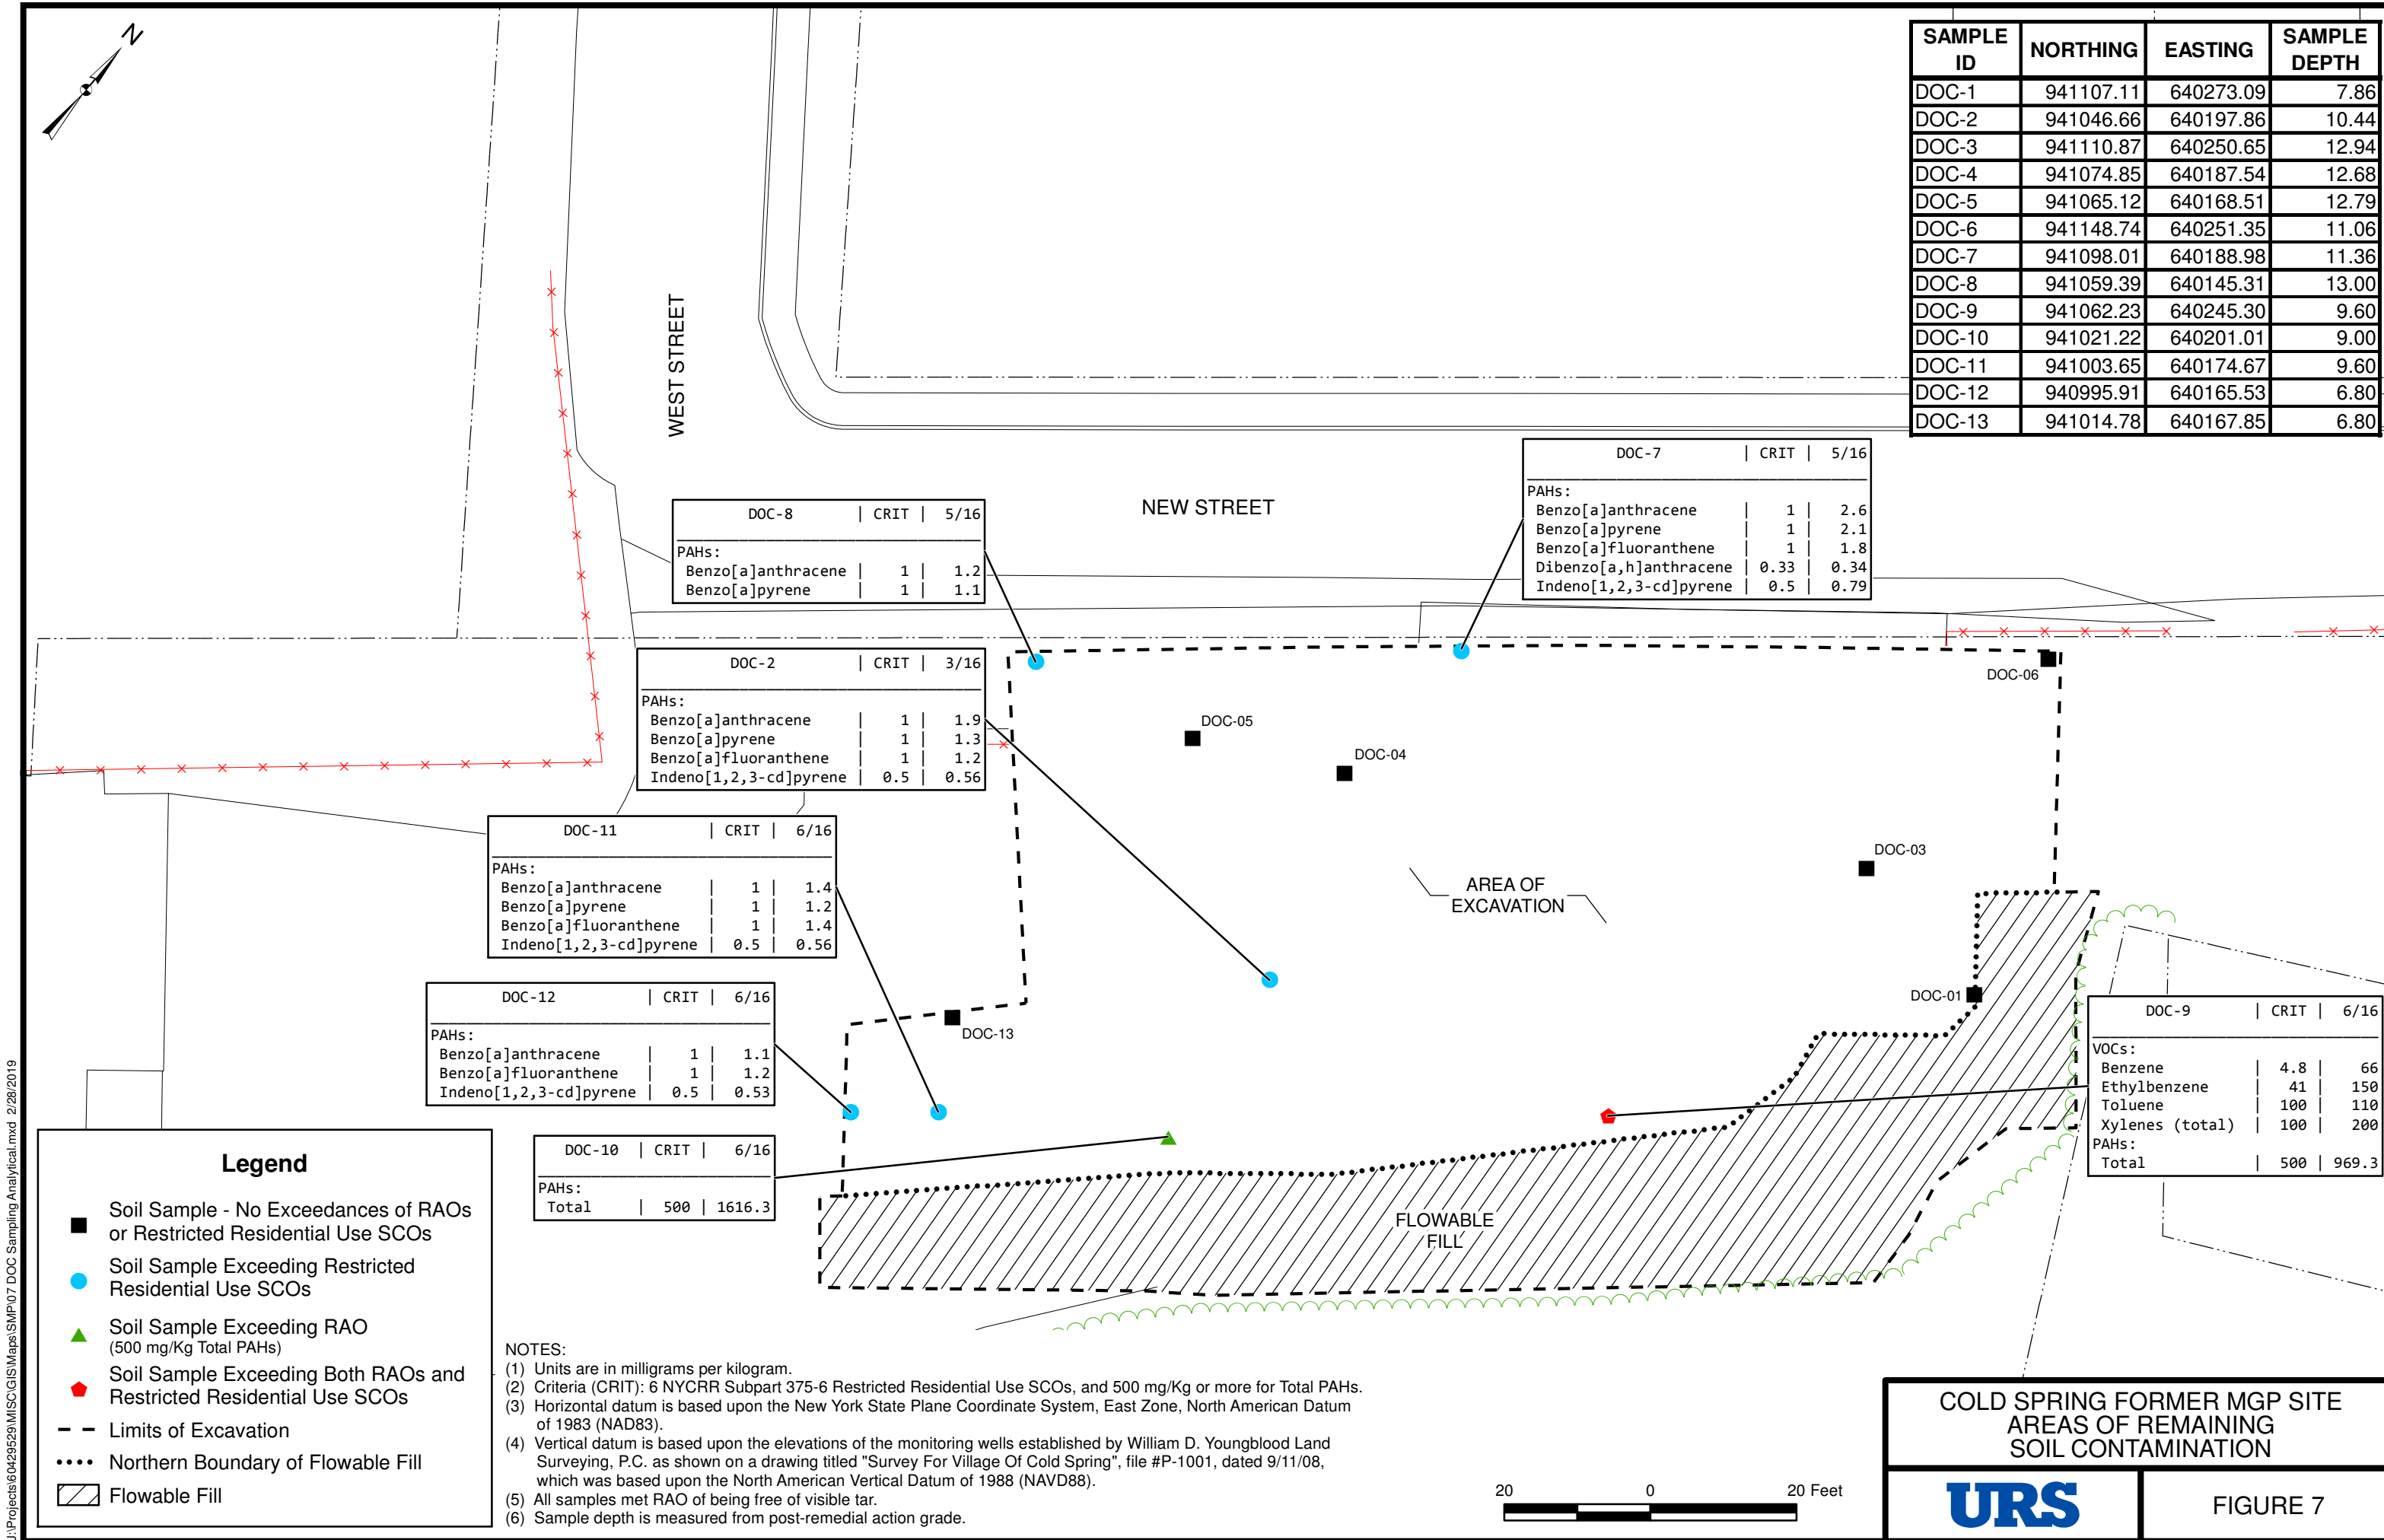 N
SAMPLE ID | NORTHING | EASTING | SAMPLE DEPTH
DOC-1 | 941107.11 | 640273.09 | 7.86
DOC-2 | 941046.66 | 640197.86 | 10.44
DOC-3 | 941110.87 | 640250.65 | 12.94
DOC-4 | 941074.85 | 640187.54 | 12.68
DOC-5 | 941065.12 | 640168.51 | 12.79
DOC-6 | 941148.74 | 640251.35 | 11.06
DOC-7 | 941098.01 | 640188.98 | 11.36
DOC-8 | 941059.39 | 640145.31 | 13.00
DOC-9 | 941062.23 | 640245.30 | 9.60
DOC-10 | 941021.22 | 640201.01 | 9.00
DOC-11 | 941003.65 | 640174.67 | 9.60
DOC-12 | 940995.91 | 640165.53 | 6.80
DOC-13 | 941014.78 | 640167.85 | 6.80
WEST STREET
NEW STREET
DOC-7 | CRIT | 5/16
PAHs:
Benzo[a]anthracene | 1 | 2.6
Benzo[a]pyrene | 1 | 2.1
Benzo[a]fluoranthene | 1 | 1.8
Dibenzo[a,h]anthracene | 0.33 | 0.34
Indeno[1,2,3-cd]pyrene | 0.5 | 0.79
DOC-8 | CRIT | 5/16
PAHs:
Benzo[a]anthracene | 1 | 1.2
Benzo[a]pyrene | 1 | 1.1
DOC-2 | CRIT | 3/16
PAHs:
Benzo[a]anthracene | 1 | 1.9
Benzo[a]pyrene | 1 | 1.3
Benzo[a]fluoranthene | 1 | 1.2
Indeno[1,2,3-cd]pyrene | 0.5 | 0.56
DOC-06
DOC-05
DOC-04
DOC-03
AREA OF
EXCAVATION
DOC-11 | CRIT | 6/16
PAHs:
Benzo[a]anthracene | 1 | 1.4
Benzo[a]pyrene | 1 | 1.2
Benzo[a]fluoranthene | 1 | 1.4
Indeno[1,2,3-cd]pyrene | 0.5 | 0.56
DOC-12 | CRIT | 6/16
PAHs:
Benzo[a]anthracene | 1 | 1.1
Benzo[a]fluoranthene | 1 | 1.2
Indeno[1,2,3-cd]pyrene | 0.5 | 0.53
DOC-13
DOC-01
DOC-9 | CRIT | 6/16
VOCs:
Benzene | 4.8 | 66
Ethylbenzene | 41 | 150
Toluene | 100 | 110
Xylenes (total) | 100 | 200
PAHs:
Total | 500 | 969.3
DOC-10 | CRIT | 6/16
PAHs:
Total | 500 | 1616.3
FLOWABLE
FILL
Legend
Soil Sample - No Exceedances of RAOs
or Restricted Residential Use SCOs
Soil Sample Exceeding Restricted
Residential Use SCOs
Soil Sample Exceeding RAO
(500 mg/Kg Total PAHs)
Soil Sample Exceeding Both RAOs and
Restricted Residential Use SCOs
Limits of Excavation
Northern Boundary of Flowable Fill
Flowable Fill
NOTES:
(1) Units are in milligrams per kilogram.
(2) Criteria (CRIT): 6 NYCRR Subpart 375-6 Restricted Residential Use SCOs, and 500 mg/Kg or more for Total PAHs.
(3) Horizontal datum is based upon the New York State Plane Coordinate System, East Zone, North American Datum
of 1983 (NAD83).
(4) Vertical datum is based upon the elevations of the monitoring wells established by William D. Youngblood Land
Surveying, P.C. as shown on a drawing titled "Survey For Village Of Cold Spring", file #P-1001, dated 9/11/08,
which was based upon the North American Vertical Datum of 1988 (NAVD88).
(5) All samples met RAO of being free of visible tar.
(6) Sample depth is measured from post-remedial action grade.
20 0 20 Feet
COLD SPRING FORMER MGP SITE
AREAS OF REMAINING
SOIL CONTAMINATION
URS
FIGURE 7
J:\Projects\60429529\MISC\GIS\Maps\SMP\07 DOC Sampling Analytical.mxd 2/28/2019